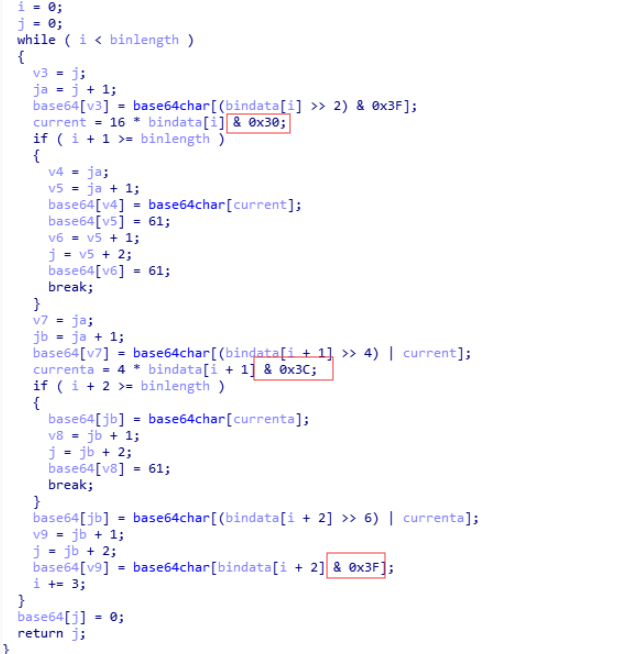 i = 0;
j = 0;
while ( i < binlength )
{
v3 = j;
ja = j + 1;
base64[v3] = base64char[(bindata[i] >> 2) & 0x3F];
current = 16 * bindata[i] & 0x30;
if ( i + 1 >= binlength )
{
v4 = ja;
v5 = ja + 1;
base64[v4] = base64char[current];
base64[v5] = 61;
v6 = v5 + 1;
j = v5 + 2;
base64[v6] = 61;
break;
}
v7 = ja;
jb = ja + 1;
base64[v7] = base64char[(bindata[i + 1] >> 4) | current];
currenta = 4 * bindata[i + 1] & 0x3C;
if ( i + 2 >= binlength )
{
base64[jb] = base64char[currenta];
v8 = jb + 1;
j = jb + 2;
base64[v8] = 61;
break;
}
base64[jb] = base64char[(bindata[i + 2] >> 6) | currenta];
v9 = jb + 1;
j = jb + 2;
base64[v9] = base64char[bindata[i + 2] & 0x3F];
i += 3;
}
base64[j] = 0;
return j;
}